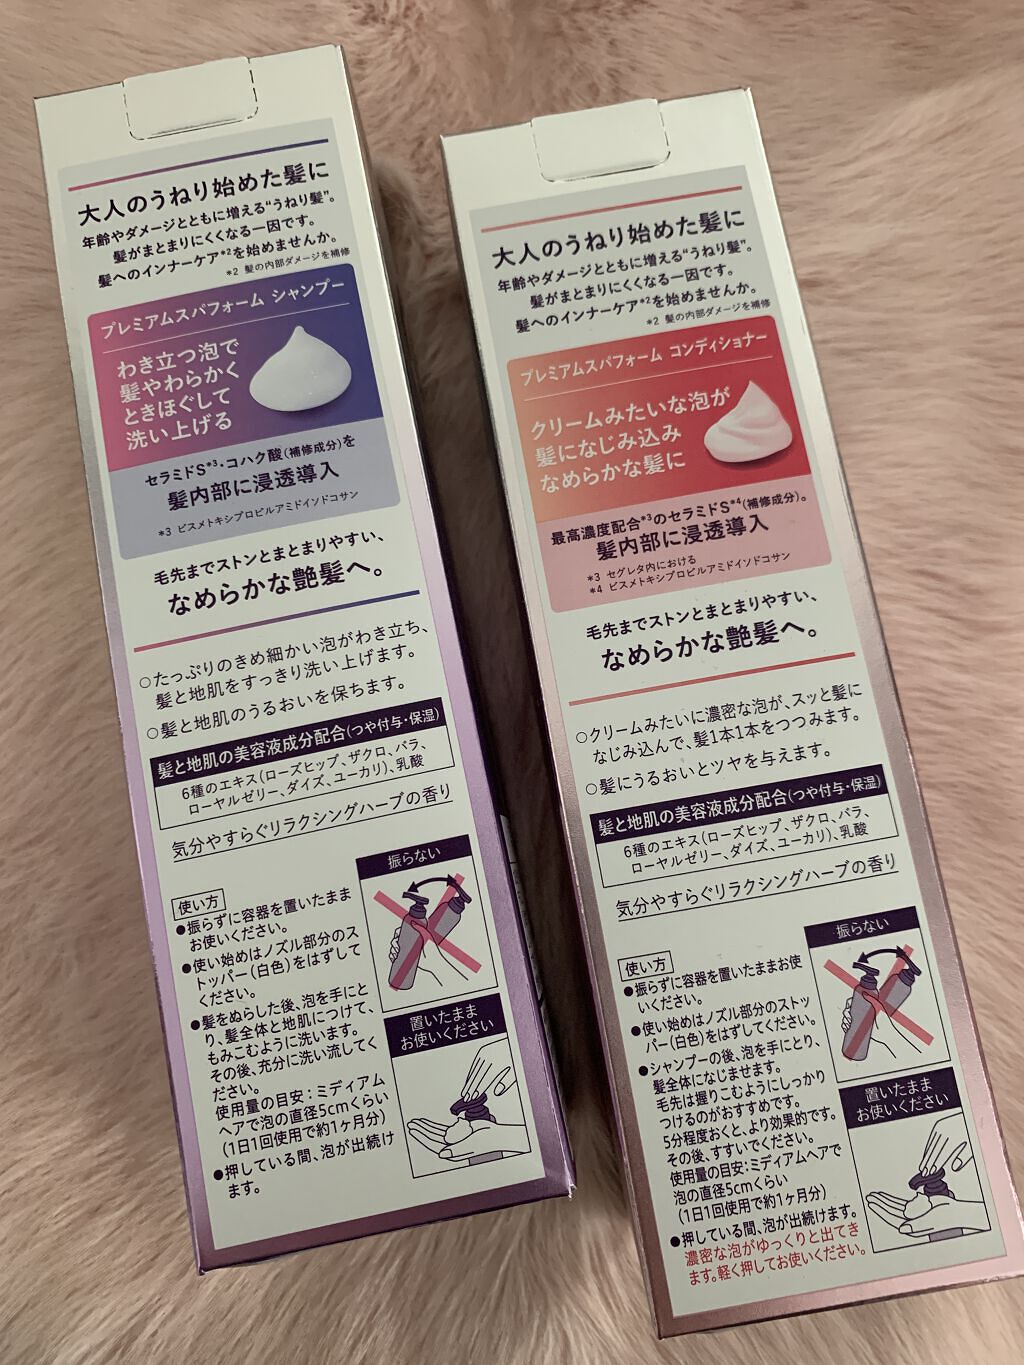 大人のうねり始めた髪に
年齢やダメージとともに増える“うねり髪”。
髪がまとまりにくくなる一因です。
髪へのインナーケア*2を始めませんか。
*2 髪の内部ダメージを補修
プレミアムスパフォーム シャンプー
わき立つ泡で
髪やわらかく
ときほぐして
洗い上げる
セラミドS*3・コハク酸(補修成分)を
髪内部に浸透導入
*3 ビスメトキシプロピルアミドイソドコサン
毛先までストンとまとまりやすい、
なめらかな艶髪へ。
○たっぷりのきめ細かい泡がわき立ち、
髪と地肌をすっきり洗い上げます。
○髪と地肌のうるおいを保ちます。
髪と地肌の美容液成分配合(つや付与・保湿)
6種のエキス(ローズヒップ、ザクロ、バラ、
ローヤルゼリー、ダイズ、ユーカリ)、乳酸
気分やすらぐリラクシングハーブの香り
使い方
●振らずに容器を置いたまま
お使いください。
●使い始めはノズル部分のス
トッパー(白色)をはずして
ください。
●髪をぬらした後、泡を手にと
り、髪全体と地肌につけて、
もみこむように洗います。
その後、充分に洗い流してく
ださい。
使用量の目安:ミディアム
ヘアで泡の直径5cmくらい
(1日1回使用で約1ヶ月分)
●押している間、泡が出続け
ます。
振らない
置いたまま
お使いください
大人のうねり始めた髪に
年齢やダメージとともに増える“うねり髪”。
髪がまとまりにくくなる一因です。
髪へのインナーケア*2を始めませんか。
*2 髪の内部ダメージを補修
プレミアムスパフォーム コンディショナー
クリームみたいな泡が
髪になじみ込み
なめらかな髪に
最高濃度配合*3のセラミドS*4(補修成分)。
髪内部に浸透導入
*3 セグレタ内における
*4 ビスメトキシプロピルアミドイソドコサン
毛先までストンとまとまりやすい、
なめらかな艶髪へ。
○クリームみたいに濃密な泡が、スッと髪に
なじみ込んで、髪1本1本をつつみます。
○髪にうるおいとツヤを与えます。
髪と地肌の美容液成分配合(つや付与・保湿)
6種のエキス(ローズヒップ、ザクロ、バラ、
ローヤルゼリー、ダイズ、ユーカリ)、乳酸
気分やすらぐリラクシングハーブの香り
使い方
●振らずに容器を置いたままお使
いください。
●使い始めはノズル部分のストッ
パー(白色)をはずしてください。
●シャンプーの後、泡を手にとり、
髪全体になじませます。
毛先は握りこむようにしっかり
つけるのがおすすめです。
5分程度おくと、より効果的です。
その後、すすいでください。
使用量の目安:ミディアムヘアで
泡の直径5cmくらい
(1日1回使用で約1ヶ月分)
●押している間、泡が出続けます。
濃密な泡がゆっくりと出てき
ます。軽く押してお使いください。
振らない
置いたまま
お使いください